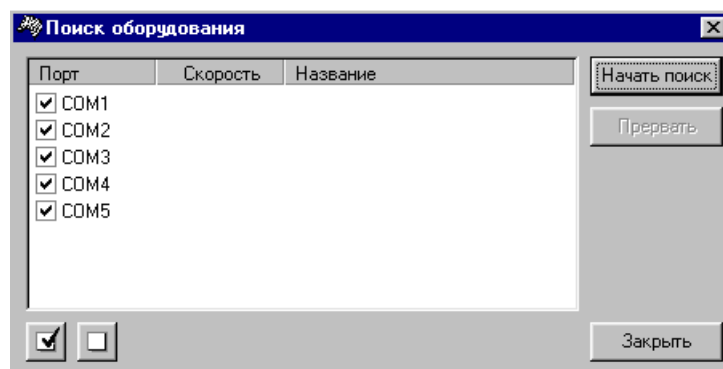 Поиск оборудования
Порт Скорость Название
COM1
COM2
COM3
COM4
COM5
Начать поиск
Прервать
Закрыть